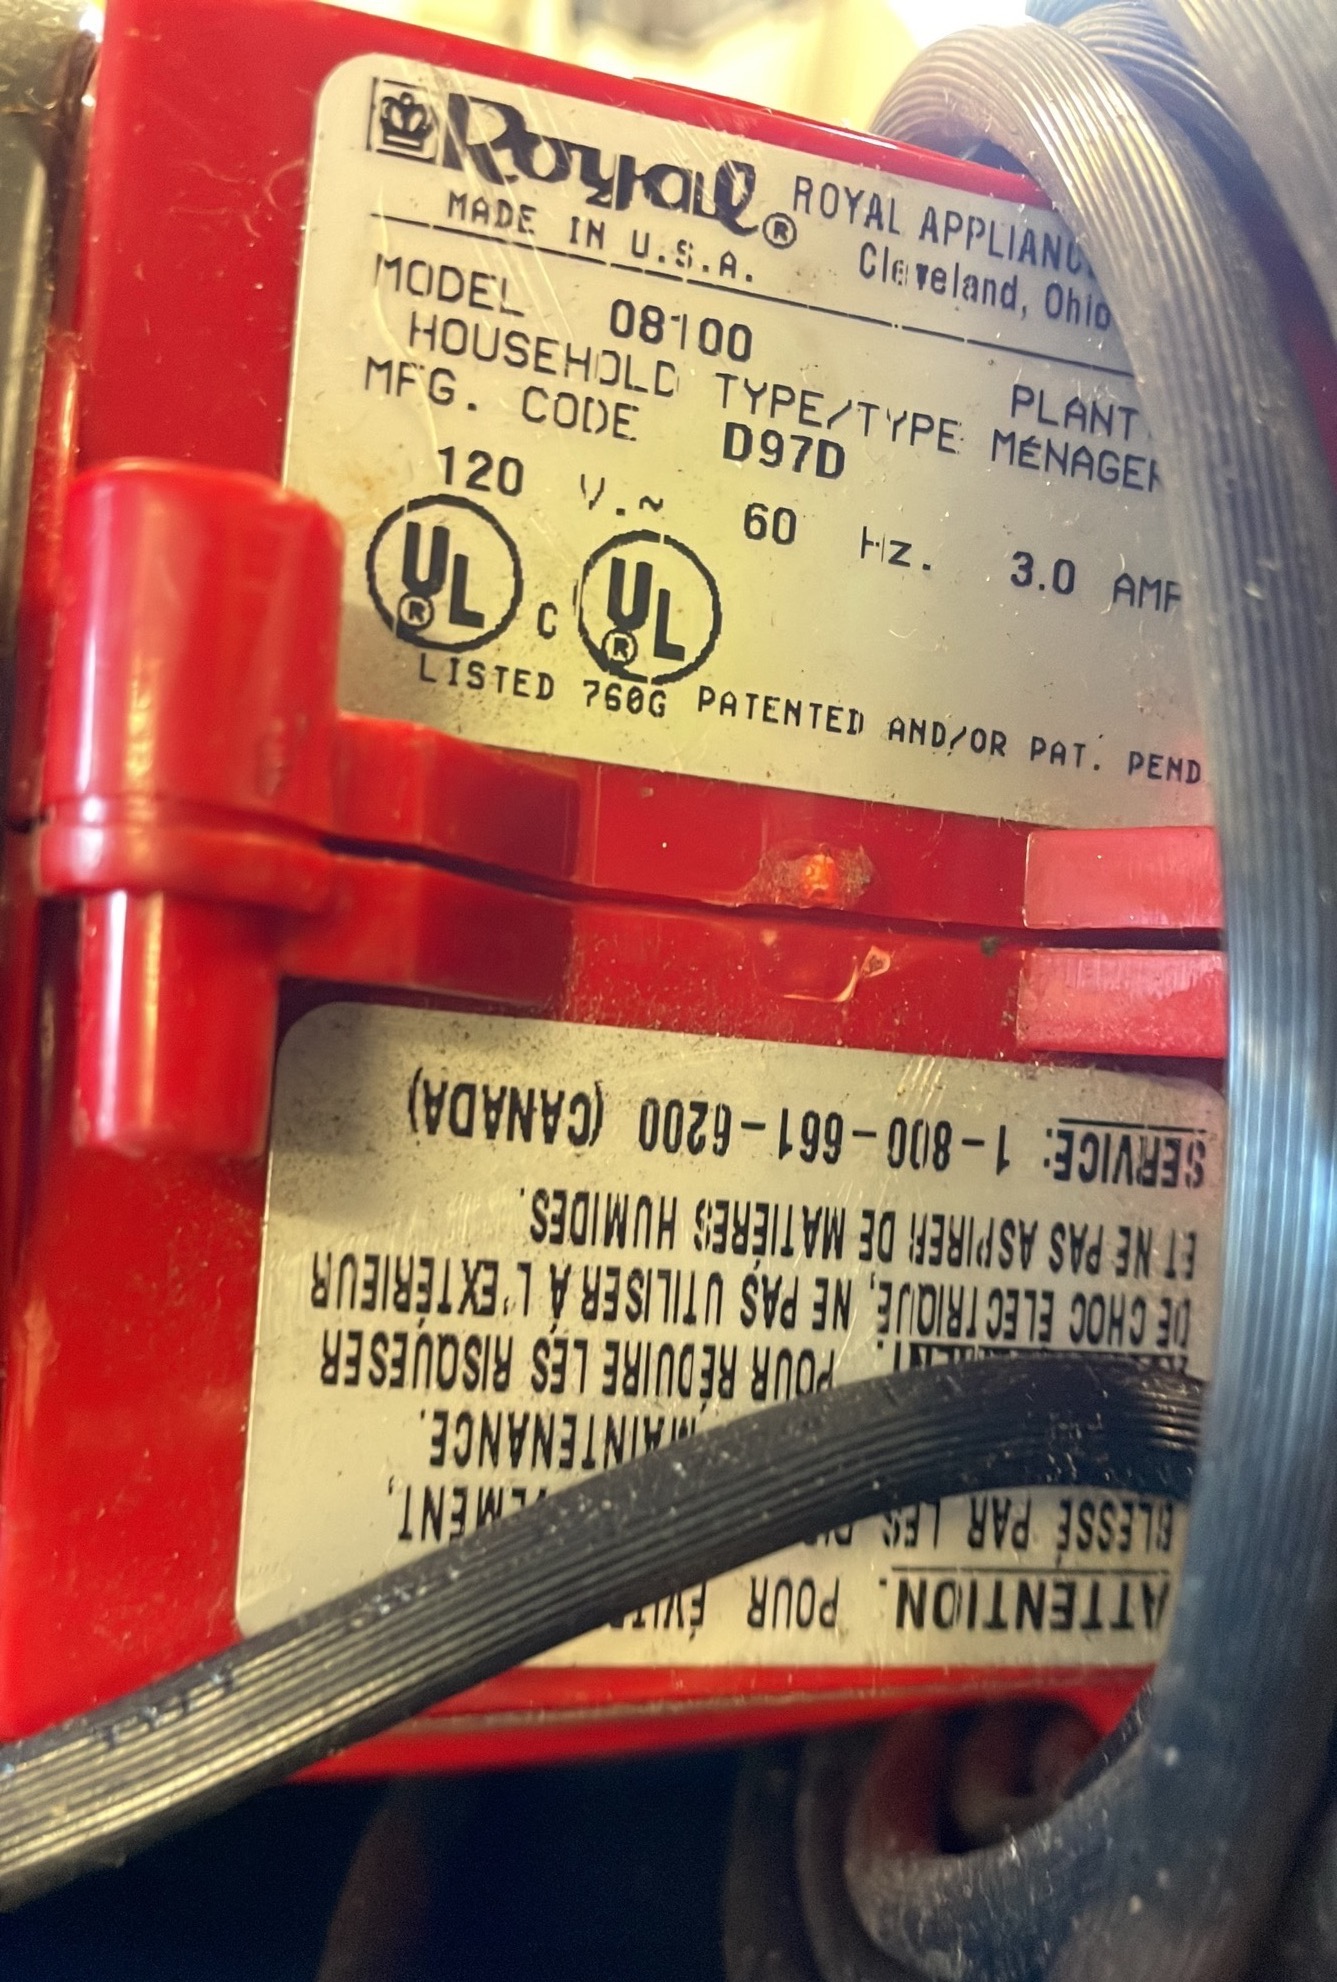 Royal®
ROYAL APPLIANC
MADE IN U.S.A.
Cleveland, Ohio
MODEL 08100 PLANT
HOUSEHOLD TYPE/TYPE MÉNAGER
MFG. CODE D97D
120 V.~ 60 Hz. 3.0 AMP
UL® C UL®
LISTED 760G PATENTED AND/OR PAT. PEND
ATTENTION. POUR
BLESSÉ PAR LES
MAINTENANCE.
POUR RÉDUIRE LES RISQUESER
DE CHOC ELECTRIQUE, NE PAS UTILISER À L'EXTÉRIEUR
ET NE PAS ASPIRER DE MATIÈRES HUMIDES.
SERVICE: 1-800-661-6200 (CANADA)